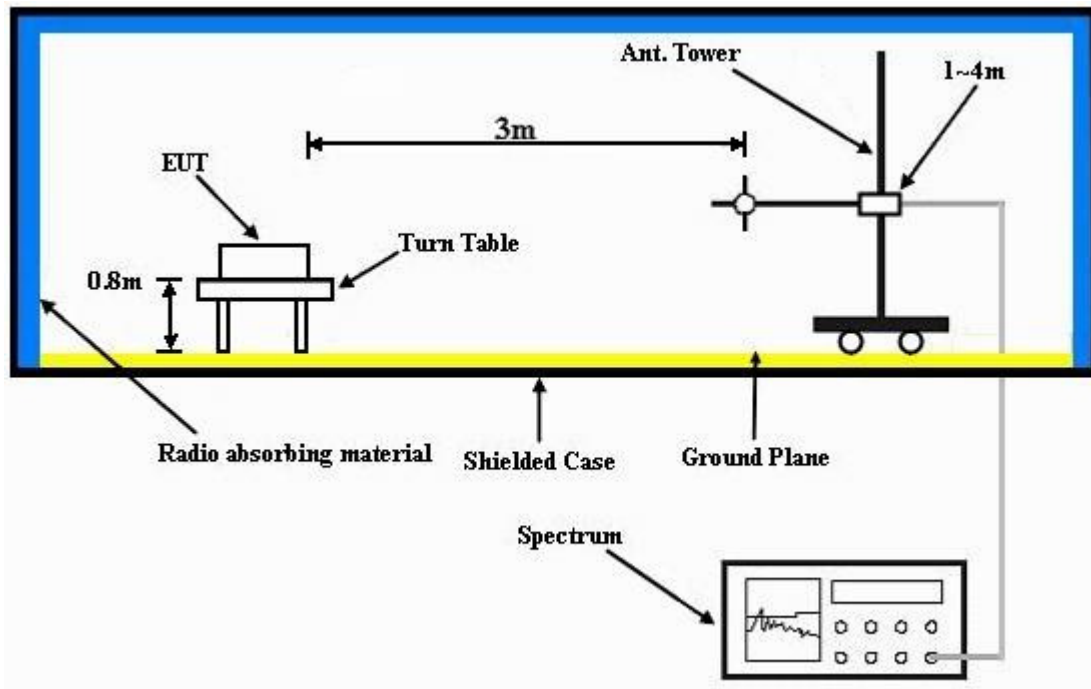 Ant. Tower
1~4m
3m
EUT
Turn Table
0.8m
Radio absorbing material
Shielded Case
Ground Plane
Spectrum